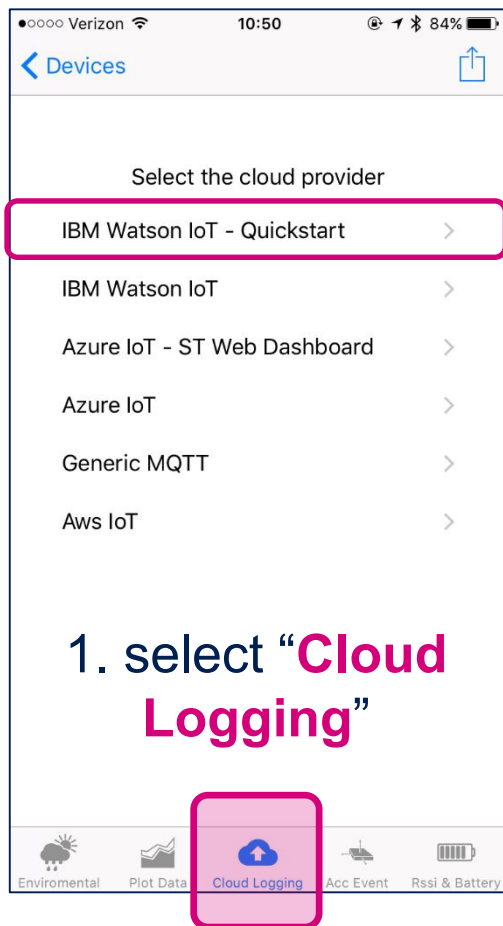 Verizon 10:50 84%
Devices
Select the cloud provider
IBM Watson IoT - Quickstart
IBM Watson IoT
Azure IoT - ST Web Dashboard
Azure IoT
Generic MQTT
Aws IoT
1. select “Cloud
Logging”
Enviromental Plot Data Cloud Logging Acc Event Rssi & Battery